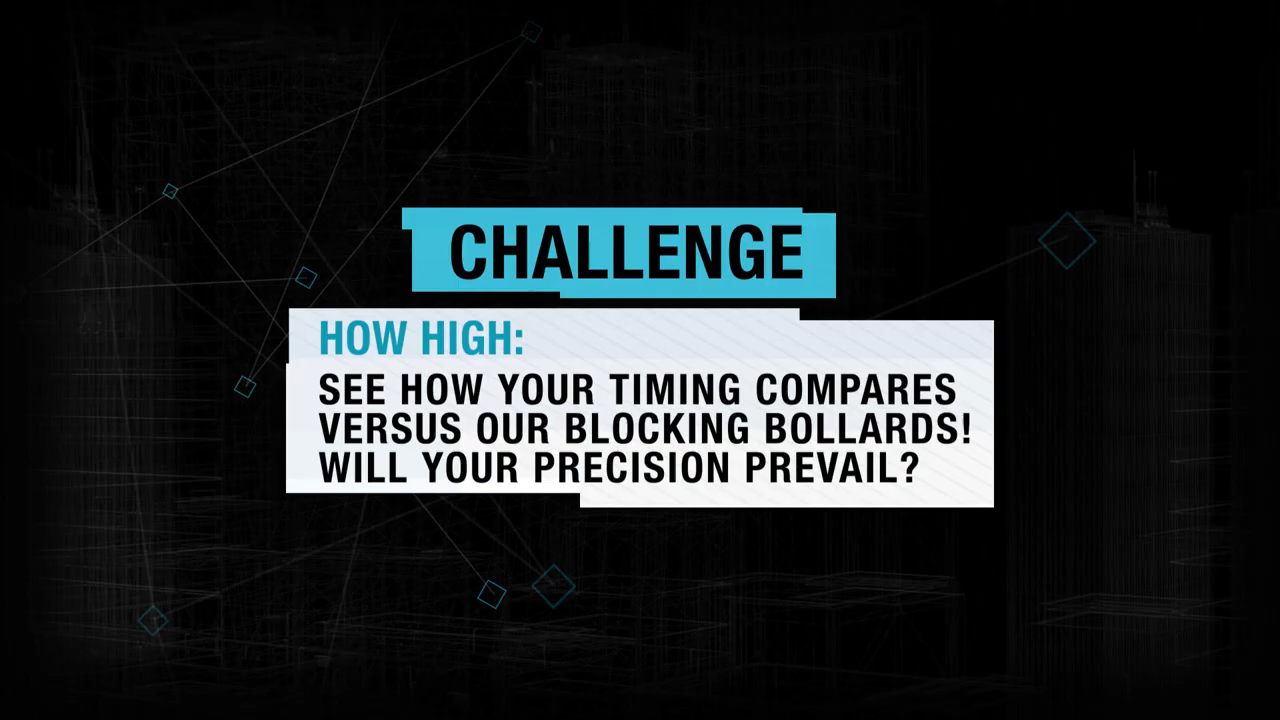 CHALLENGE
HOW HIGH:
SEE HOW YOUR TIMING COMPARES
VERSUS OUR BLOCKING BOLLARDS!
WILL YOUR PRECISION PREVAIL?